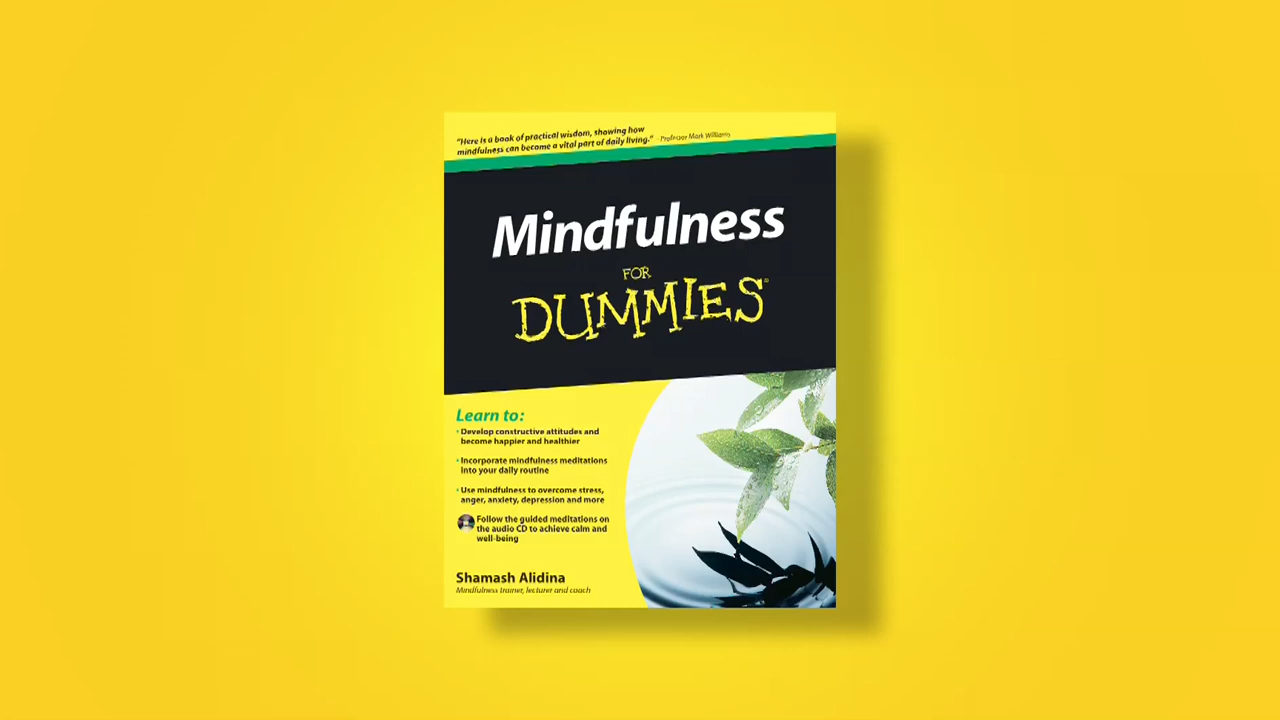 "Here is a book of practical wisdom, showing how
mindfulness can become a vital part of daily living." - Professor Mark Williams
Mindfulness
FOR
DUMMIES
Learn to:
• Develop constructive attitudes and
become happier and healthier
• Incorporate mindfulness meditations
into your daily routine
• Use mindfulness to overcome stress,
anger, anxiety, depression and more
Follow the guided meditations on
the audio CD to achieve calm and
well-being
Shamash Alidina
Mindfulness trainer, lecturer and coach